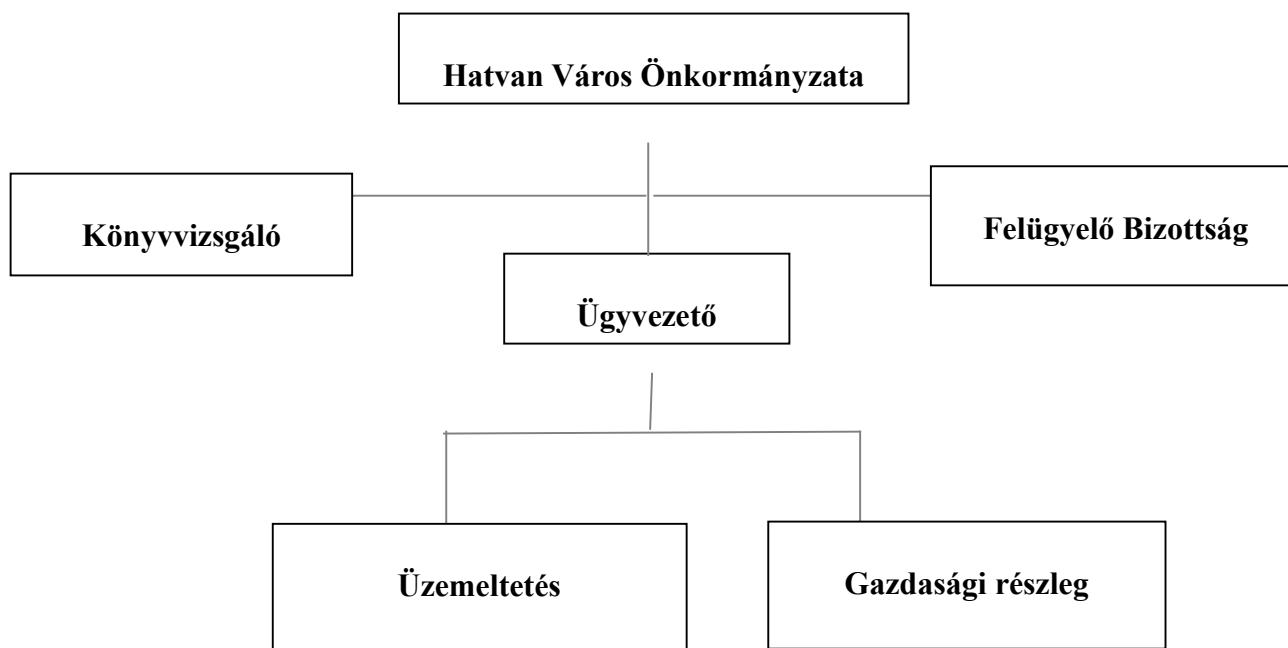 Hatvan Város Önkormányzata
Könyvvizsgáló
Felügyelő Bizottság
Ügyvezető
Üzemeltetés
Gazdasági részleg